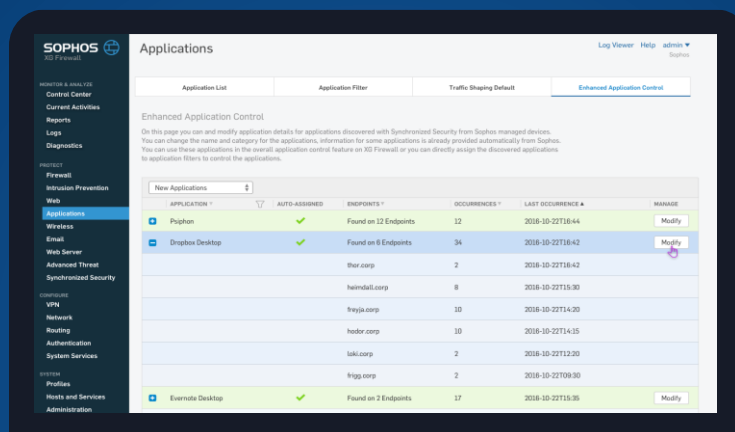 SOPHOS
XG Firewall
MONITOR & ANALYZE
Control Center
Current Activities
Reports
Logs
Diagnostics
PROTECT
Firewall
Intrusion Prevention
Web
Applications
Wireless
Email
Web Server
Advanced Threat
Synchronized Security
CONFIGURE
VPN
Network
Routing
Authentication
System Services
SYSTEM
Profiles
Hosts and Services
Administration
Applications
Log Viewer Help admin
Sophos
Application List Application Filter Traffic Shaping Default Enhanced Application Control
Enhanced Application Control
On this page you can and modify application details for applications discovered with Synchronized Security from Sophos managed devices.
You can change the name and category for the applications, information for some applications is already provided automatically from Sophos.
You can use these applications in the overall application control feature on XG Firewall or you can directly assign the discovered applications
to application filters to control the applications.
New Applications
APPLICATION AUTO-ASSIGNED ENDPOINTS OCCURRENCES LAST OCCURRENCE MANAGE
Psiphon Found on 12 Endpoints 12 2016-10-22T16:44 Modify
Dropbox Desktop Found on 6 Endpoints 34 2016-10-22T16:42 Modify
thor.corp 2 2016-10-22T16:42
heimdall.corp 8 2016-10-22T15:30
freyja.corp 10 2016-10-22T14:20
hodor.corp 10 2016-10-22T14:15
loki.corp 2 2016-10-22T12:20
frigg.corp 2 2016-10-22T09:30
Evernote Desktop Found on 2 Endpoints 17 2016-10-22T15:35 Modify